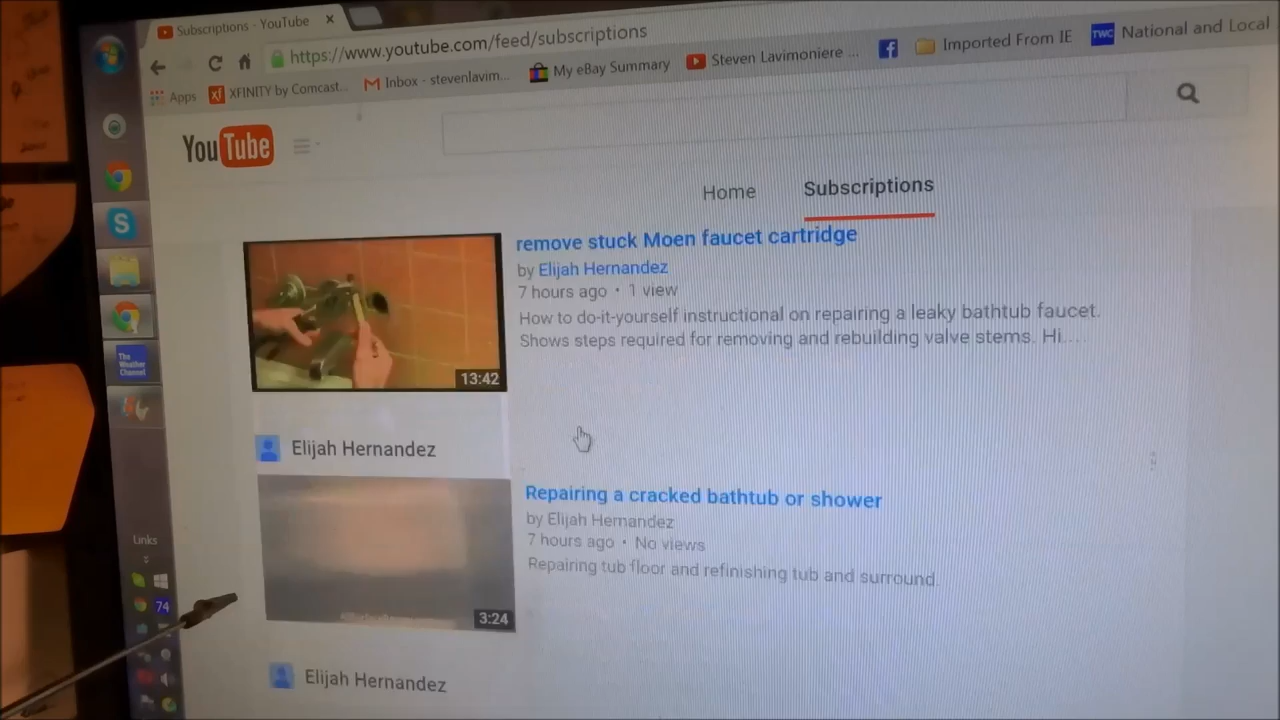 Subscriptions - YouTube
https://www.youtube.com/feed/subscriptions
Apps XFINITY by Comcast... Inbox - stevenlavim... My eBay Summary Steven Lavimoniere ... Imported From IE TWC National and Local
YouTube
Home Subscriptions
remove stuck Moen faucet cartridge
by Elijah Hernandez
7 hours ago • 1 view
How to do-it-yourself instructional on repairing a leaky bathtub faucet.
Shows steps required for removing and rebuilding valve stems. Hi...
13:42
The Weather Channel
Elijah Hernandez
Repairing a cracked bathtub or shower
by Elijah Hernandez
7 hours ago • No views
Repairing tub floor and refinishing tub and surround.
3:24
Links
74
Elijah Hernandez